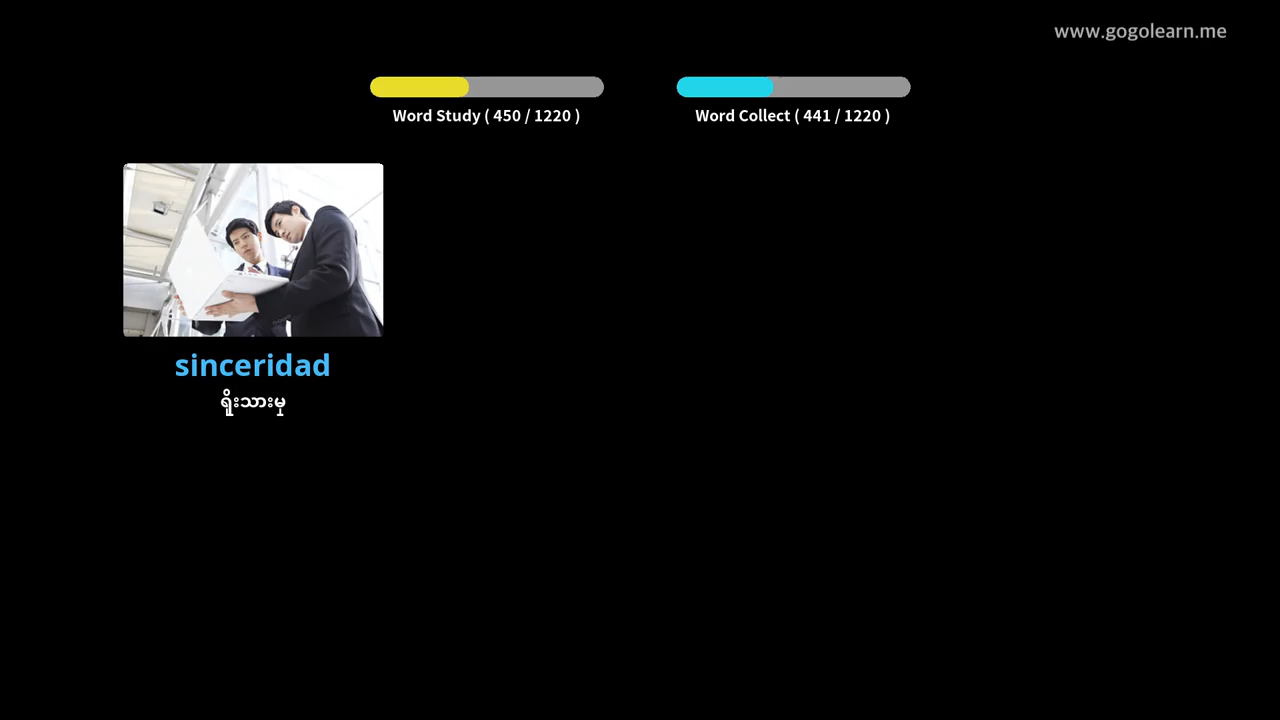 www.gogolearn.me
Word Study ( 450 / 1220 )
Word Collect ( 441 / 1220 )
sinceridad
ရိုးသားမှ